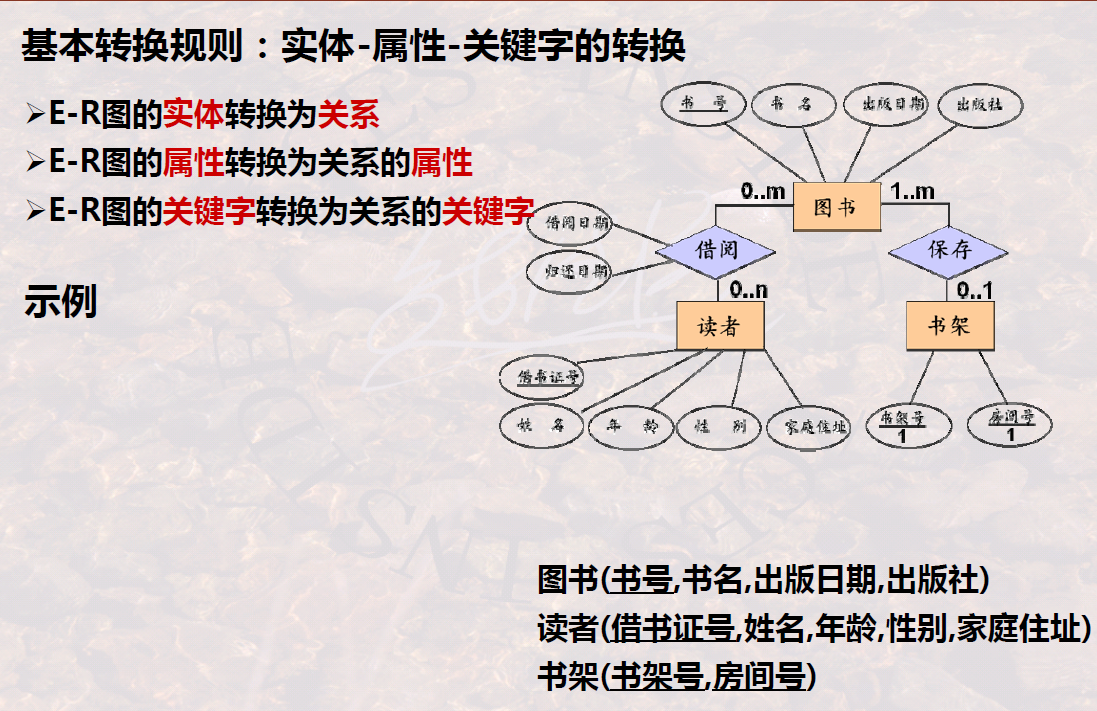 基本转换规则：实体-属性-关键字的转换
➢E-R图的实体转换为关系
➢E-R图的属性转换为关系的属性
➢E-R图的关键字转换为关系的关键字
示例
书 号
书 名
出版日期
出版社
0..m
图书
1..m
借阅日期
归还日期
借阅
保存
0..n
0..1
读者
书架
借书证号
姓 名
年 龄
性 别
家庭住址
书架号
1
房间号
1
图书(书号,书名,出版日期,出版社)
读者(借书证号,姓名,年龄,性别,家庭住址)
书架(书架号,房间号)